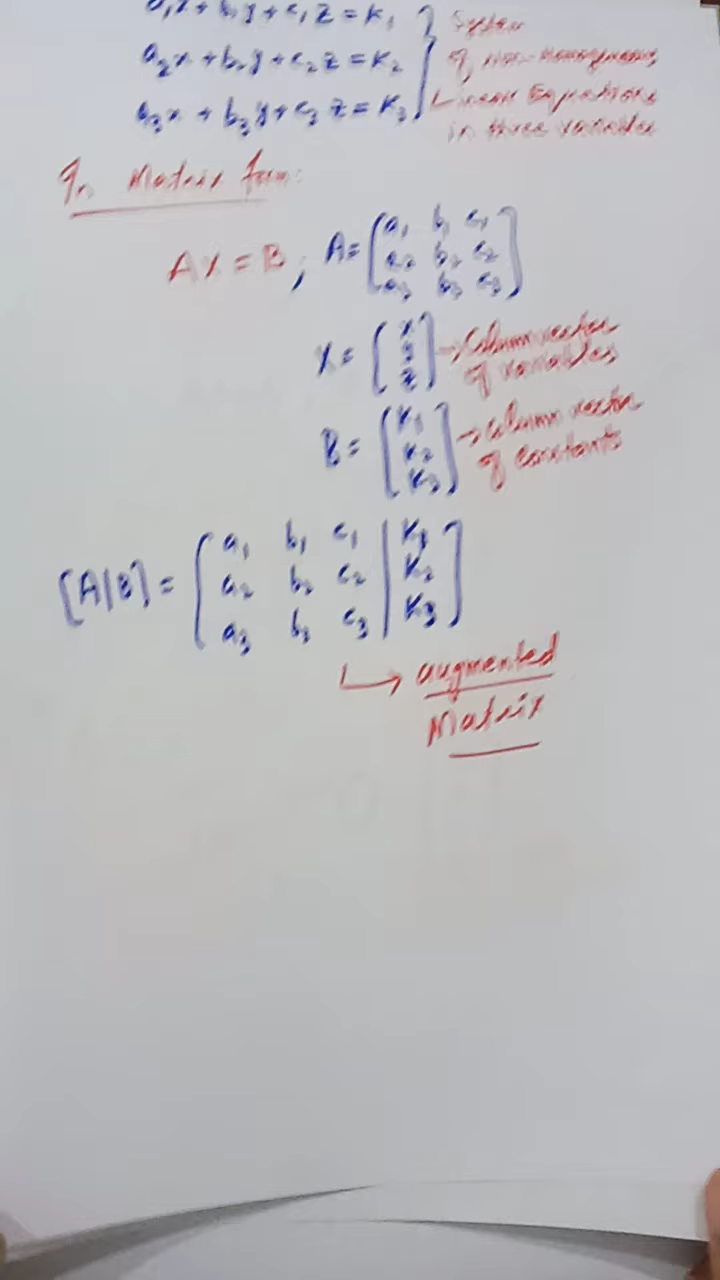 a₁x + b₁y + c₁z = K₁ } System
a₂x + b₂y + c₂z = K₂ of non-homogeneous
a₃x + b₃y + c₃z = K₃ Linear Equations
in three variables
In Matrix form:
AX = B ; A = [a₁ b₁ c₁
a₂ b₂ c₂
a₃ b₃ c₃]
X = [x
y
z] → Column vector
of variables
B = [K₁
K₂
K₃] → Column vector
of constants
[A|B] = [a₁ b₁ c₁ | K₁
a₂ b₂ c₂ | K₂
a₃ b₃ c₃ | K₃]
↳ augmented
Matrix